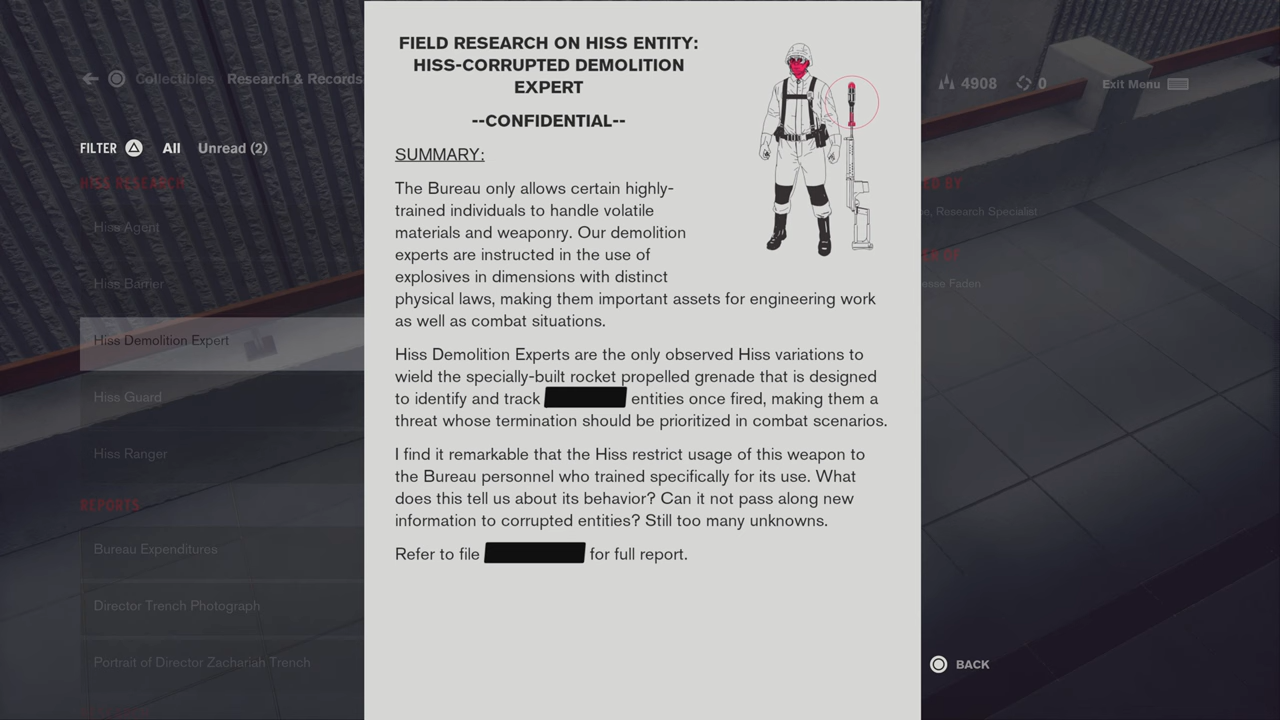 Collectibles Research & Records
4908 0 Exit Menu
FILTER All Unread (2)
HISS RESEARCH
Hiss Agent
Hiss Barrier
Hiss Demolition Expert
Hiss Guard
Hiss Ranger
REPORTS
Bureau Expenditures
Director Trench Photograph
Portrait of Director Zachariah Trench
FIELD RESEARCH ON HISS ENTITY:
HISS-CORRUPTED DEMOLITION
EXPERT
--CONFIDENTIAL--
SUMMARY:
The Bureau only allows certain highly-
trained individuals to handle volatile
materials and weaponry. Our demolition
experts are instructed in the use of
explosives in dimensions with distinct
physical laws, making them important assets for engineering work
as well as combat situations.
Hiss Demolition Experts are the only observed Hiss variations to
wield the specially-built rocket propelled grenade that is designed
to identify and track entities once fired, making them a
threat whose termination should be prioritized in combat scenarios.
I find it remarkable that the Hiss restrict usage of this weapon to
the Bureau personnel who trained specifically for its use. What
does this tell us about its behavior? Can it not pass along new
information to corrupted entities? Still too many unknowns.
Refer to file for full report.
BY
Research Specialist
Faden
BACK